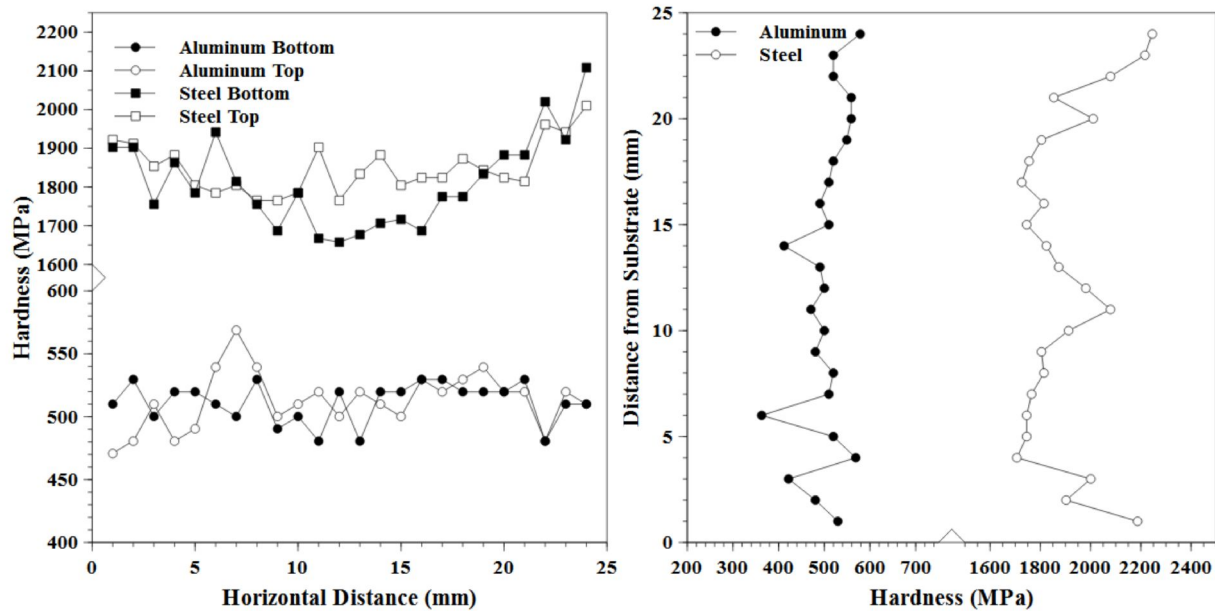 2200
2100
2000
1900
1800
1700
1600
600
550
500
450
400
Hardness (MPa)
Aluminum Bottom
Aluminum Top
Steel Bottom
Steel Top
0 5 10 15 20 25
Horizontal Distance (mm)
25
20
15
10
5
0
Distance from Substrate (mm)
Aluminum
Steel
200 300 400 500 600 700 1600 1800 2000 2200
Hardness (MPa)